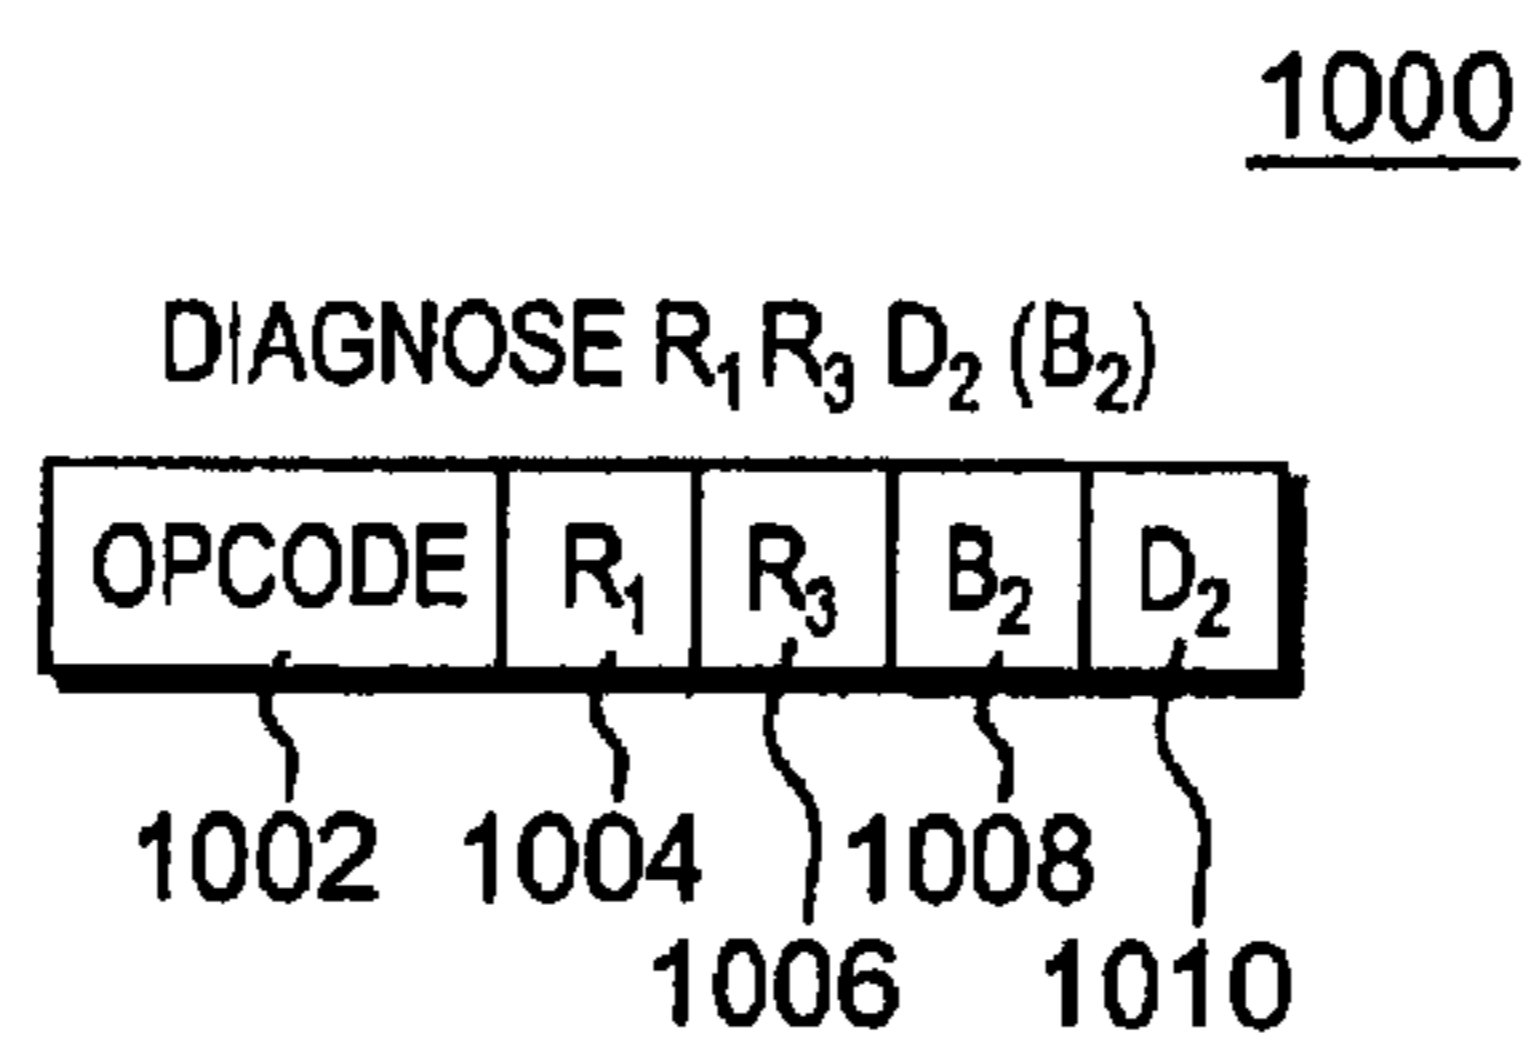 1000
DIAGNOSE R₁ R₃ D₂ (B₂)
OPCODE R₁ R₃ B₂ D₂
1002 1004 1008
1006 1010